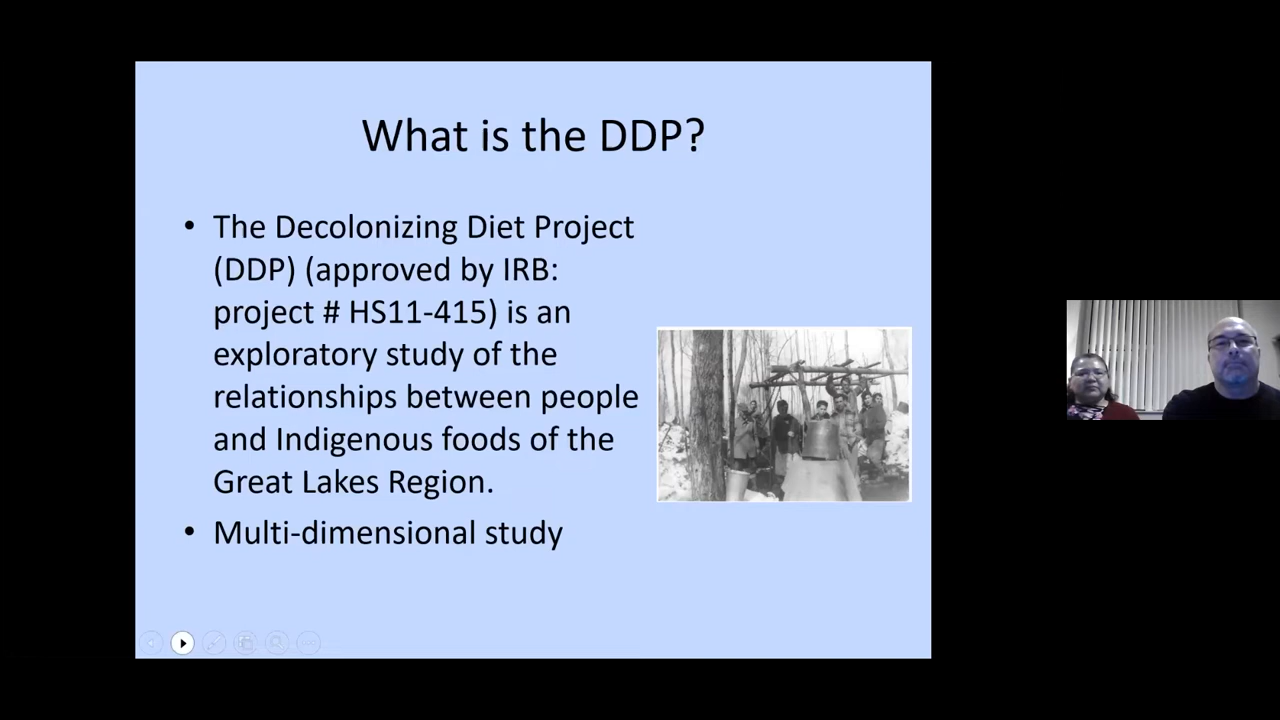 What is the DDP?
• The Decolonizing Diet Project
(DDP) (approved by IRB:
project # HS11-415) is an
exploratory study of the
relationships between people
and Indigenous foods of the
Great Lakes Region.
• Multi-dimensional study